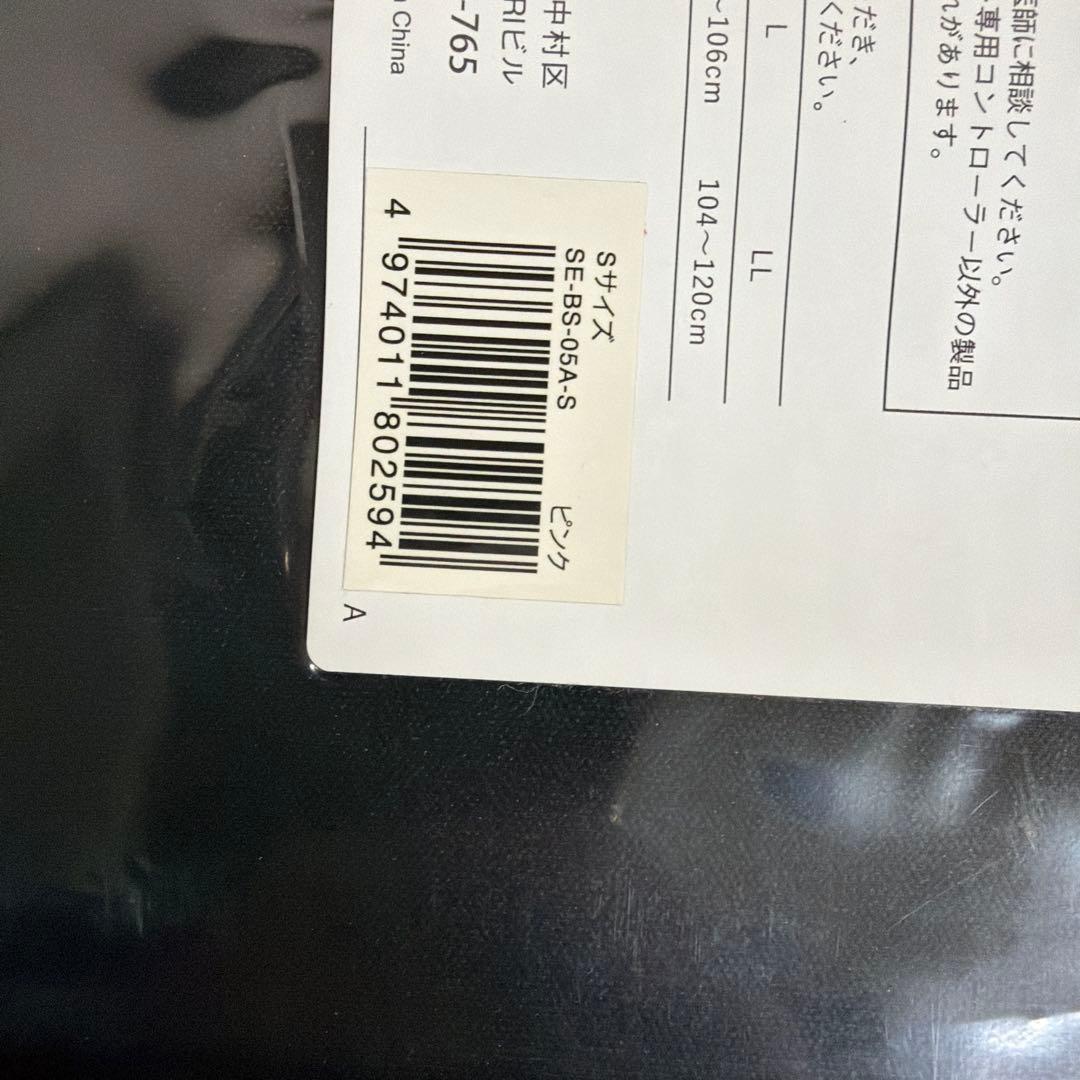 医師に相談してください。
専用コントローラー以外の製品
があります。
だき、
ください。
L
LL
~106cm
104〜120cm
中村区
RIビル
-765
China
Sサイズ
SE-BS-05A-S
ピンク
4 974011 802594
A